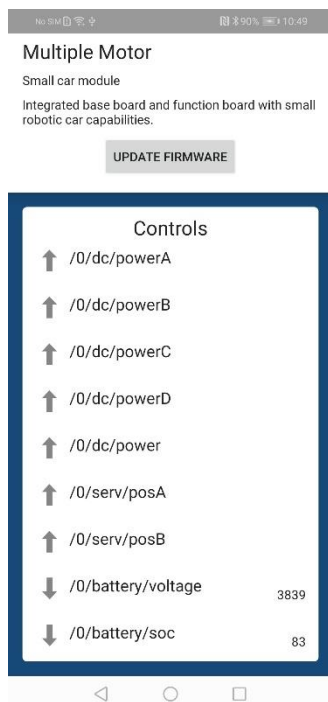 No SIM 90% 10:49
Multiple Motor
Small car module
Integrated base board and function board with small
robotic car capabilities.
UPDATE FIRMWARE
Controls
/0/dc/powerA
/0/dc/powerB
/0/dc/powerC
/0/dc/powerD
/0/dc/power
/0/serv/posA
/0/serv/posB
/0/battery/voltage 3839
/0/battery/soc 83